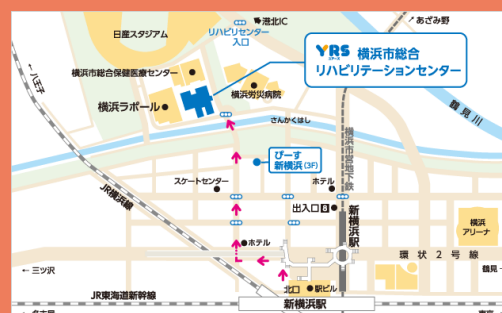 港北IC
↗あざみ野
日産スタジアム
リハビリセンター
入口
YRS 横浜市総合
リハビリテーションセンター
←八王子
横浜市総合保健医療センター
横浜労災病院
横浜ラポール
鶴見川
さんかくはし
横浜市営地下鉄
ぴーす
新横浜(3F)
JR横浜線
スケートセンター
ホテル
出入口8
新横浜駅
横浜
アリーナ
ホテル
環状2号線
←三ツ沢
鶴見→
北口
駅ビル
JR東海道新幹線
新横浜駅